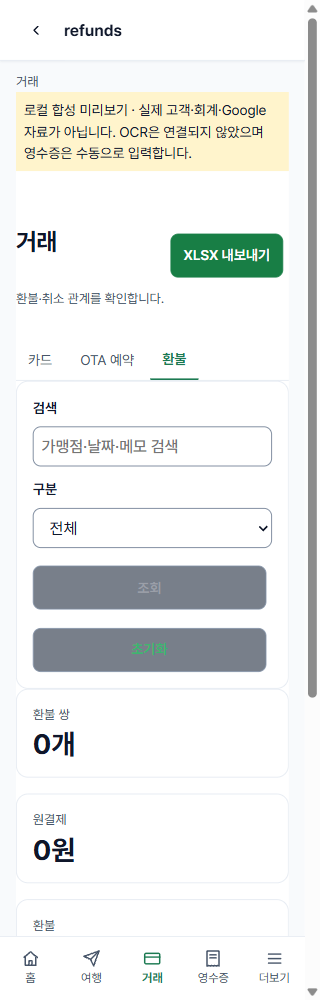 refunds
거래
로컬 합성 미리보기 · 실제 고객·회계·Google
자료가 아닙니다. OCR은 연결되지 않았으며
영수증은 수동으로 입력합니다.
거래
XLSX 내보내기
환불·취소 관계를 확인합니다.
카드 OTA 예약 환불
검색
가맹점·날짜·메모 검색
구분
전체
조회
초기화
환불 쌍
0개
원결제
0원
환불
홈 여행 거래 영수증 더보기